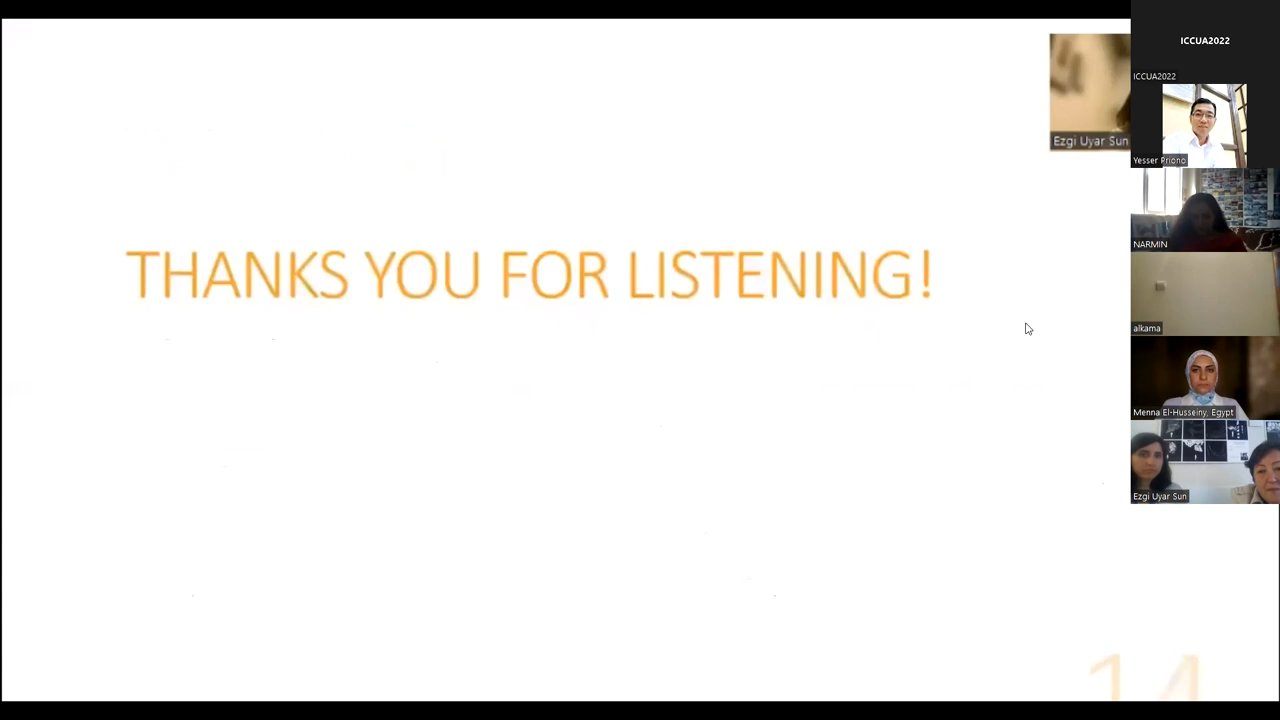 THANKS YOU FOR LISTENING!
14
Ezgi Uyar Sun
ICCUA2022
ICCUA2022
Yesser Priono
NARMIN
alkama
Menna El-Husseiny, Egypt
Ezgi Uyar Sun